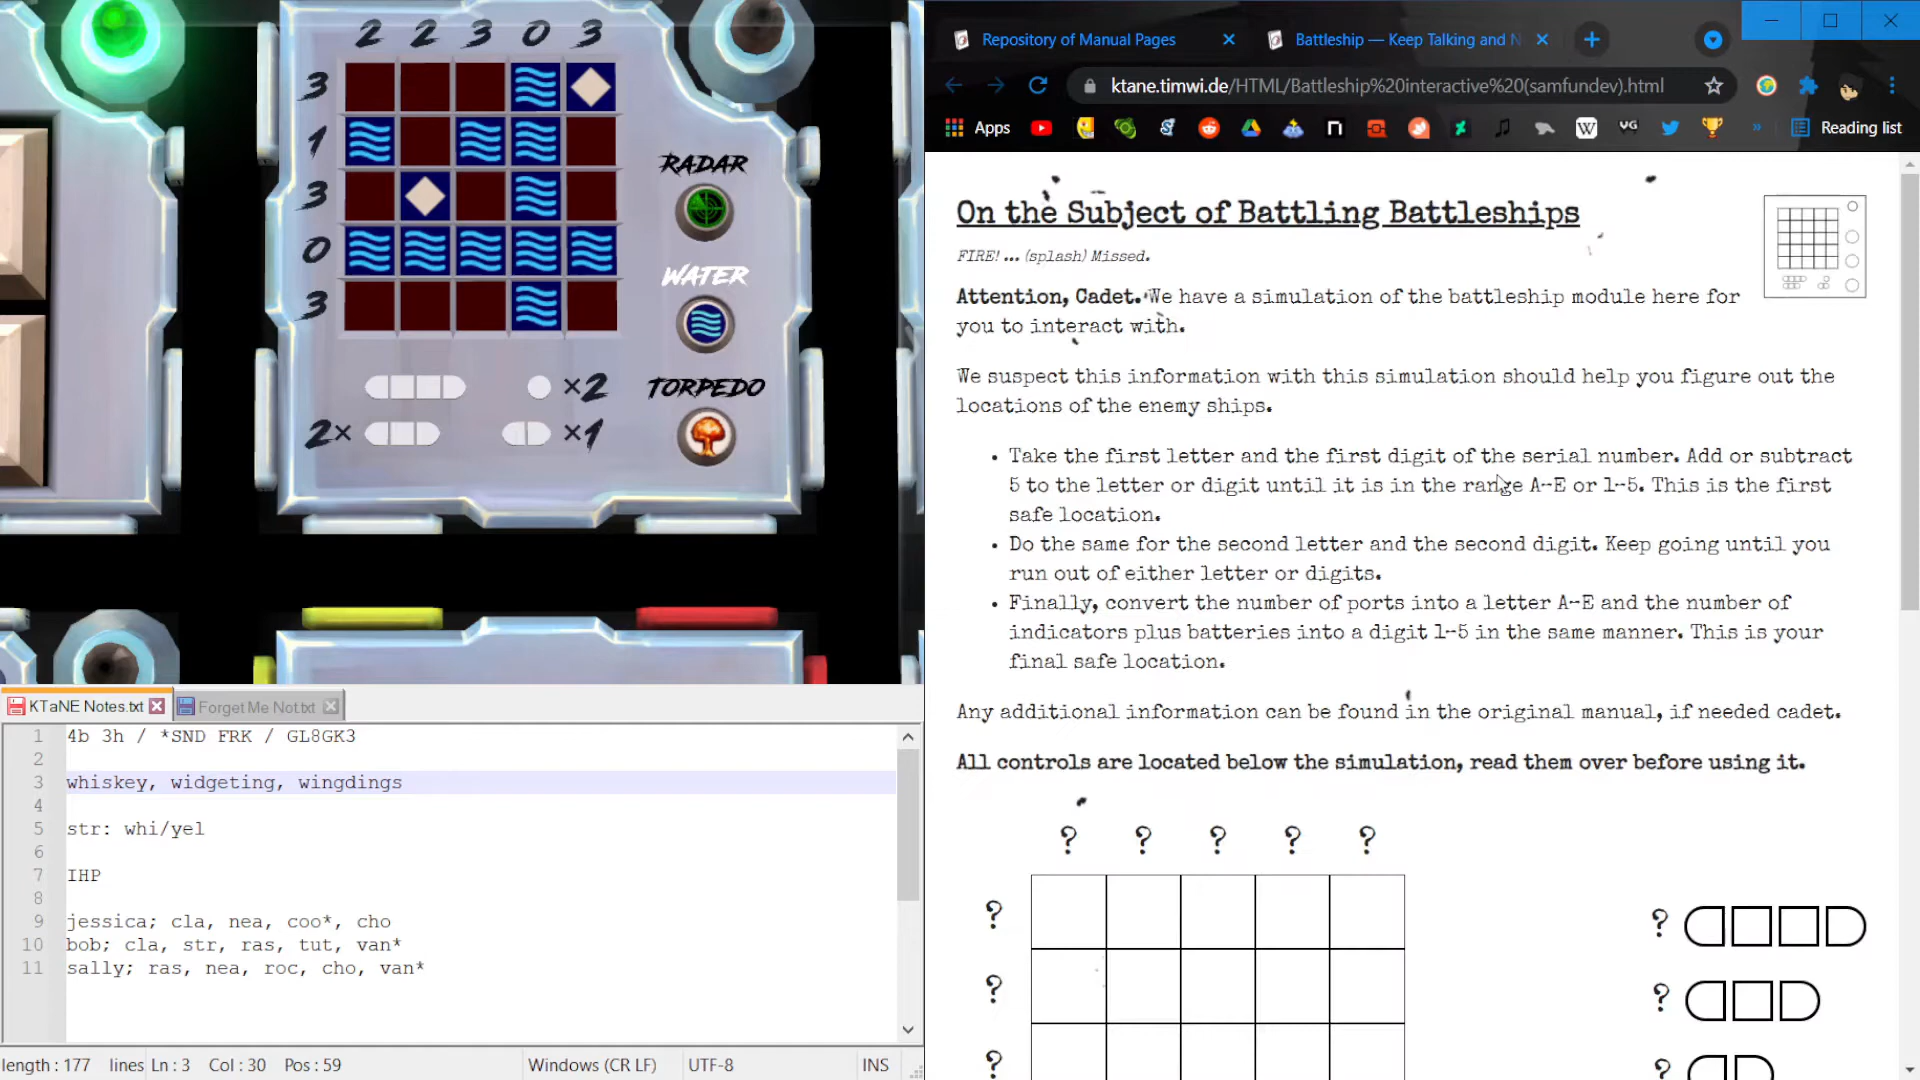 2 2 3 0 3
3
1
3
0
3
RADAR
WATER
TORPEDO
×2
2× ×1
KTaNE Notes.txt
Forget Me Not.txt
1 4b 3h / *SND FRK / GL8GK3
2
3 whiskey, widgeting, wingdings
4
5 str: whi/yel
6
7 IHP
8
9 jessica; cla, nea, coo*, cho
10 bob; cla, str, ras, tut, van*
11 sally; ras, nea, roc, cho, van*
length : 177 lines Ln : 3 Col : 30 Pos : 59 Windows (CR LF) UTF-8 INS
Repository of Manual Pages
Battleship — Keep Talking and N
ktane.timwi.de/HTML/Battleship%20interactive%20(samfundev).html
Apps
W
VG
»
Reading list
On the Subject of Battling Battleships
FIRE! ... (splash) Missed.
Attention, Cadet. We have a simulation of the battleship module here for
you to interact with.
We suspect this information with this simulation should help you figure out the
locations of the enemy ships.
• Take the first letter and the first digit of the serial number. Add or subtract
5 to the letter or digit until it is in the range A-E or 1-5. This is the first
safe location.
• Do the same for the second letter and the second digit. Keep going until you
run out of either letter or digits.
• Finally, convert the number of ports into a letter A-E and the number of
indicators plus batteries into a digit 1-5 in the same manner. This is your
final safe location.
Any additional information can be found in the original manual, if needed cadet.
All controls are located below the simulation, read them over before using it.
? ? ? ? ?
? ?
? ?
? ?